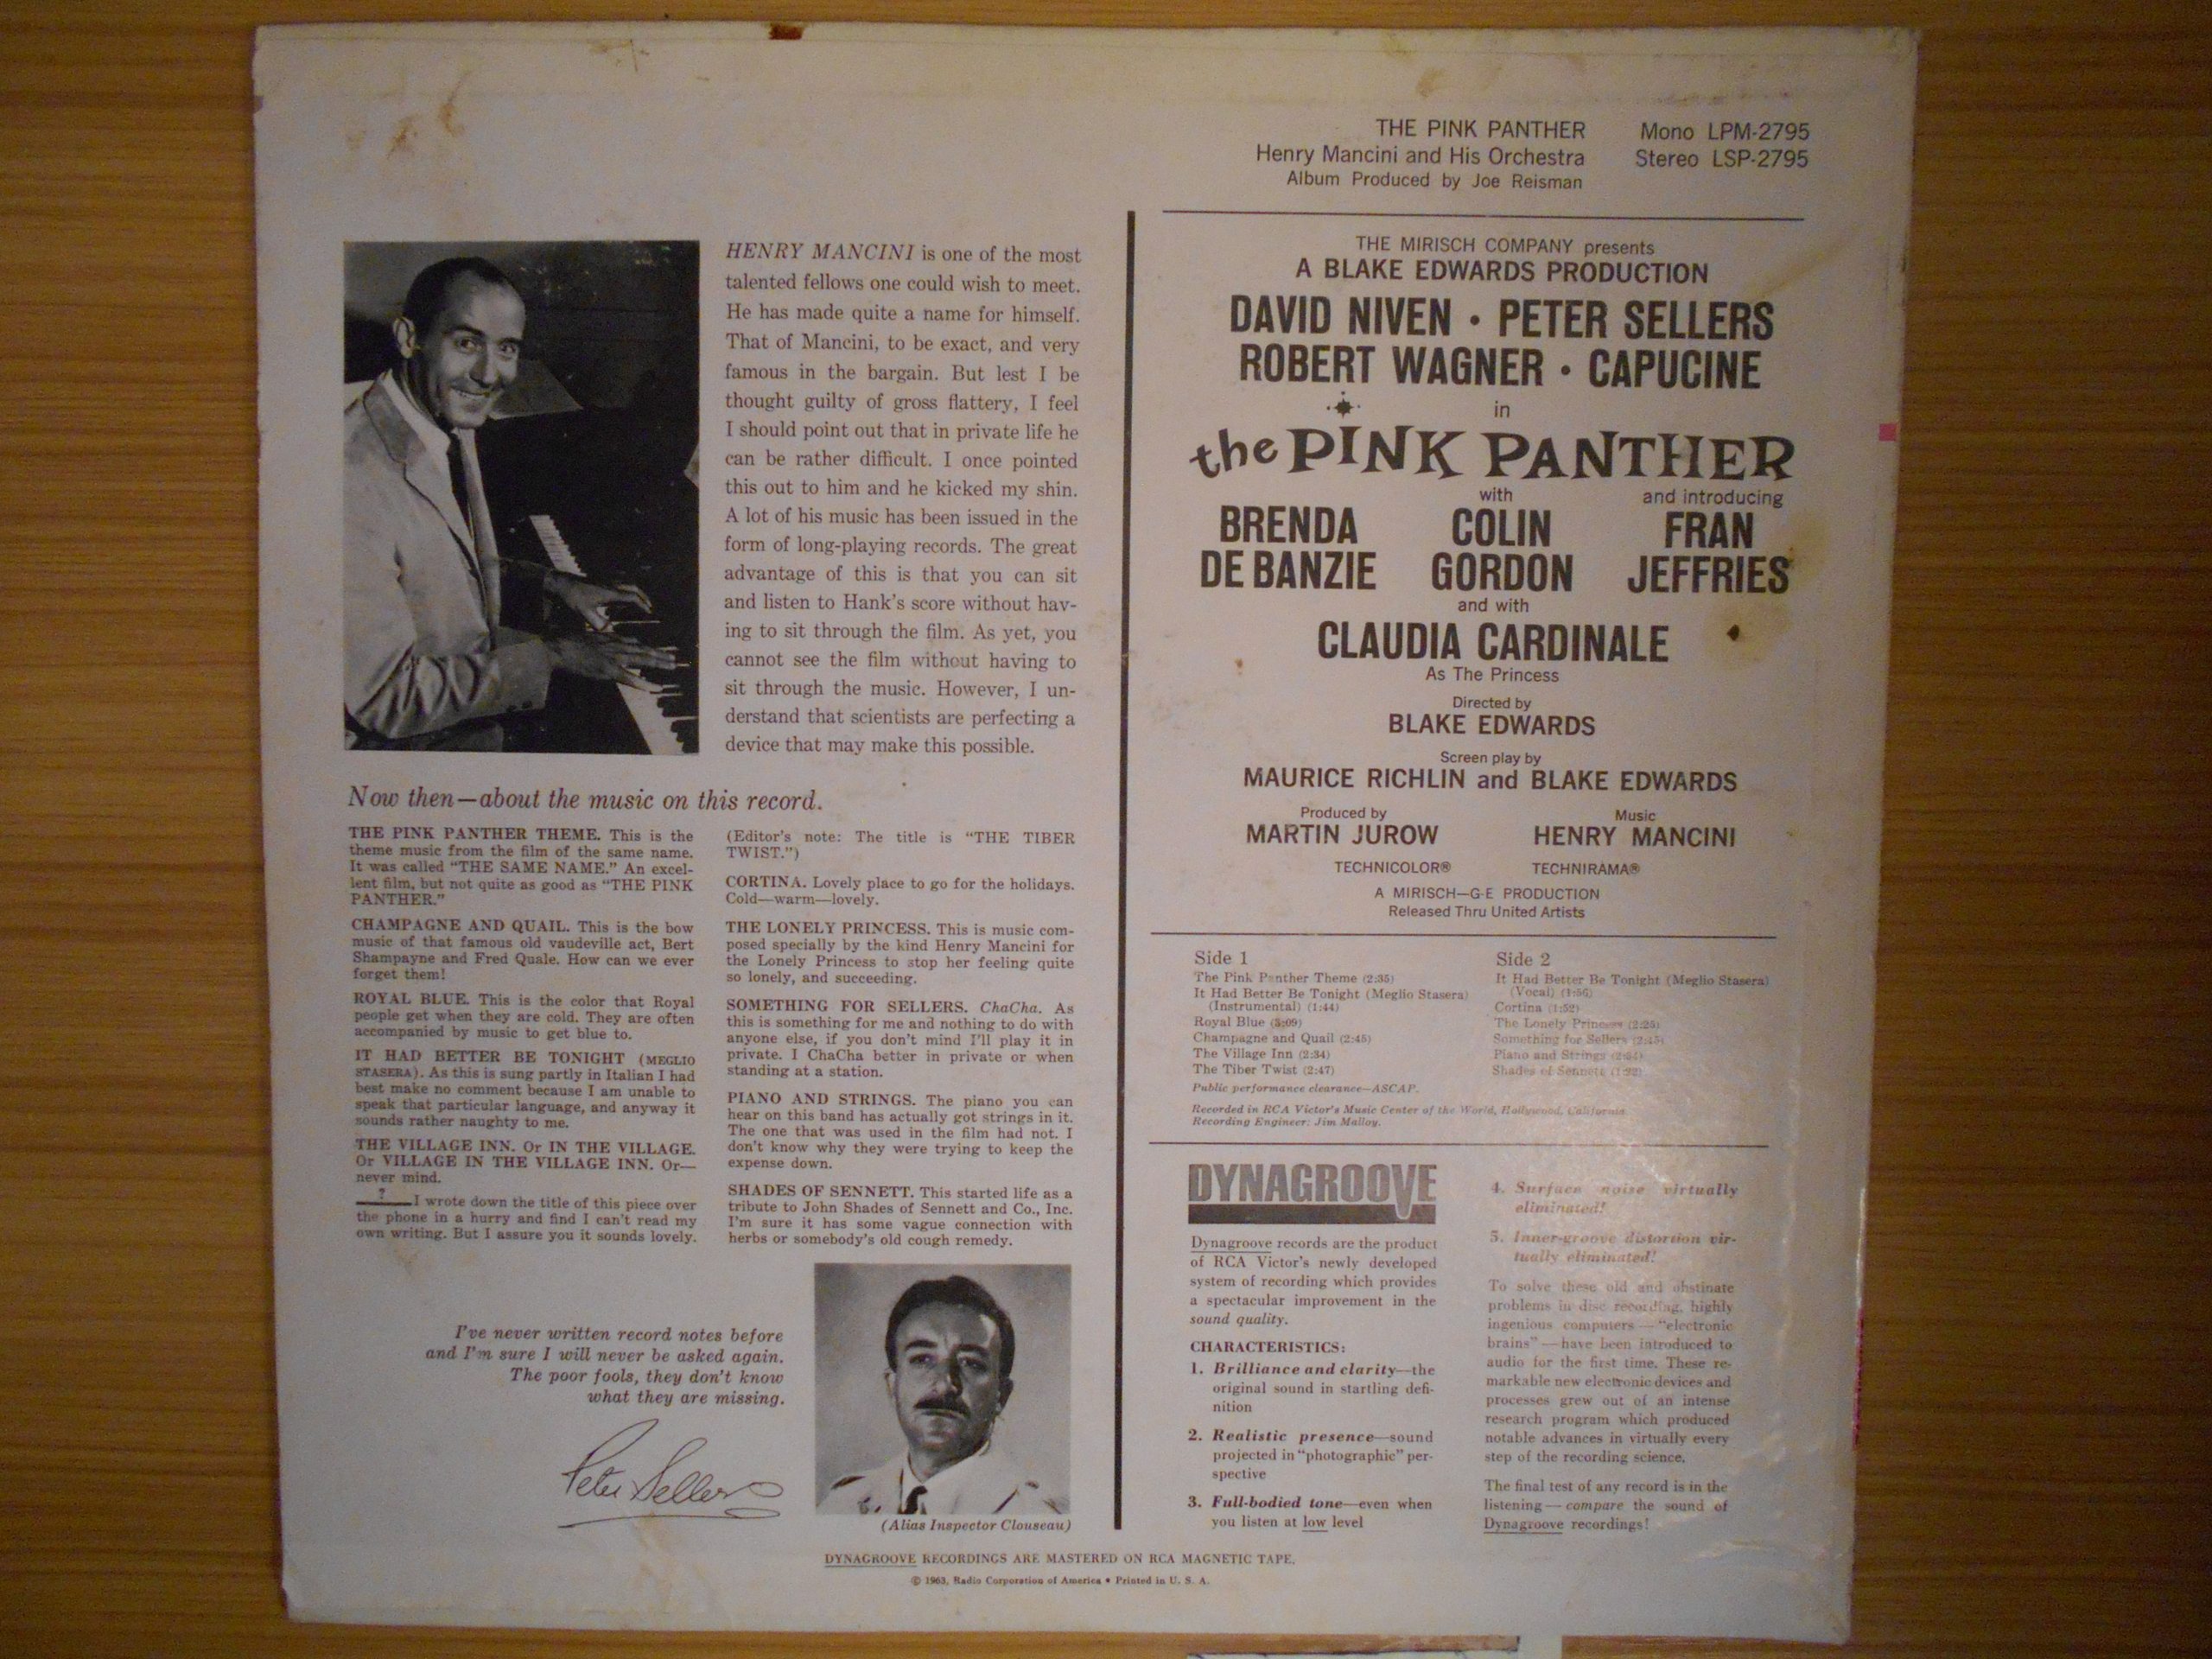 THE PINK PANTHER
Henry Mancini and His Orchestra
Album Produced by Joe Reisman
Mono LPM-2795
Stereo LSP-2795
HENRY MANCINI is one of the most
talented fellows one could wish to meet.
He has made quite a name for himself.
That of Mancini, to be exact, and very
famous in the bargain. But lest I be
thought guilty of gross flattery, I feel
I should point out that in private life he
can be rather difficult. I once pointed
this out to him and he kicked my shin.
A lot of his music has been issued in the
form of long-playing records. The great
advantage of this is that you can sit
and listen to Hank's score without hav-
ing to sit through the film. As yet, you
cannot see the film without having to
sit through the music. However, I un-
derstand that scientists are perfecting a
device that may make this possible.
Now then—about the music on this record.
THE PINK PANTHER THEME. This is the
theme music from the film of the same name.
It was called “THE SAME NAME.” An excel-
lent film, but not quite as good as “THE PINK
PANTHER.”
CHAMPAGNE AND QUAIL. This is the bow
music of that famous old vaudeville act, Bert
Shampayne and Fred Quale. How can we ever
forget them!
ROYAL BLUE. This is the color that Royal
people get when they are cold. They are often
accompanied by music to get blue to.
IT HAD BETTER BE TONIGHT (MEGLIO
STASERA). As this is sung partly in Italian I had
best make no comment because I am unable to
speak that particular language, and anyway it
sounds rather naughty to me.
THE VILLAGE INN. Or IN THE VILLAGE.
Or VILLAGE IN THE VILLAGE INN. Or—
never mind.
? I wrote down the title of this piece over
the phone in a hurry and find I can't read my
own writing. But I assure you it sounds lovely.
(Editor's note: The title is “THE TIBER
TWIST.”)
CORTINA. Lovely place to go for the holidays.
Cold—warm—lovely.
THE LONELY PRINCESS. This is music com-
posed specially by the kind Henry Mancini for
the Lonely Princess to stop her feeling quite
so lonely, and succeeding.
SOMETHING FOR SELLERS. ChaCha. As
this is something for me and nothing to do with
anyone else, if you don't mind I'll play it in
private. I ChaCha better in private or when
standing at a station.
PIANO AND STRINGS. The piano you can
hear on this band has actually got strings in it.
The one that was used in the film had not. I
don't know why they were trying to keep the
expense down.
SHADES OF SENNETT. This started life as a
tribute to John Shades of Sennett and Co., Inc.
I'm sure it has some vague connection with
herbs or somebody's old cough remedy.
I've never written record notes before
and I'm sure I will never be asked again.
The poor fools, they don't know
what they are missing.
Peter Sellers
(Alias Inspector Clouseau)
THE MIRISCH COMPANY presents
A BLAKE EDWARDS PRODUCTION
DAVID NIVEN • PETER SELLERS
ROBERT WAGNER • CAPUCINE
in
the PINK PANTHER
with
and introducing
BRENDA DE BANZIE
COLIN GORDON
FRAN JEFFRIES
and with
CLAUDIA CARDINALE
As The Princess
Directed by
BLAKE EDWARDS
Screen play by
MAURICE RICHLIN and BLAKE EDWARDS
Produced by
MARTIN JUROW
Music
HENRY MANCINI
TECHNICOLOR® TECHNIRAMA®
A MIRISCH—G-E PRODUCTION
Released Thru United Artists
Side 1
The Pink Panther Theme (2:35)
It Had Better Be Tonight (Meglio Stasera)
(Instrumental) (1:44)
Royal Blue (3:09)
Champagne and Quail (2:45)
The Village Inn (2:34)
The Tiber Twist (2:47)
Side 2
It Had Better Be Tonight (Meglio Stasera)
(Vocal) (1:56)
Cortina (1:52)
The Lonely Princess (2:25)
Something for Sellers
Piano and Strings
Shades of Sennett
Public performance clearance—ASCAP.
Recorded in RCA Victor's Music Center of the World, Hollywood, California
Recording Engineer: Jim Malloy.
DYNAGROOVE
Dynagroove records are the product
of RCA Victor's newly developed
system of recording which provides
a spectacular improvement in the
sound quality.
CHARACTERISTICS:
1. Brilliance and clarity—the
original sound in startling defi-
nition
2. Realistic presence—sound
projected in “photographic” per-
spective
3. Full-bodied tone—even when
you listen at low level
4. Surface noise virtually
eliminated!
5. Inner-groove distortion vir-
tually eliminated!
To solve these old and obstinate
problems in disc recording, highly
ingenious computers — “electronic
brains” — have been introduced to
audio for the first time. These re-
markable new electronic devices and
processes grew out of an intense
research program which produced
notable advances in virtually every
step of the recording science.
The final test of any record is in the
listening — compare the sound of
Dynagroove recordings!
DYNAGROOVE RECORDINGS ARE MASTERED ON RCA MAGNETIC TAPE.
© 1963, Radio Corporation of America • Printed in U. S. A.